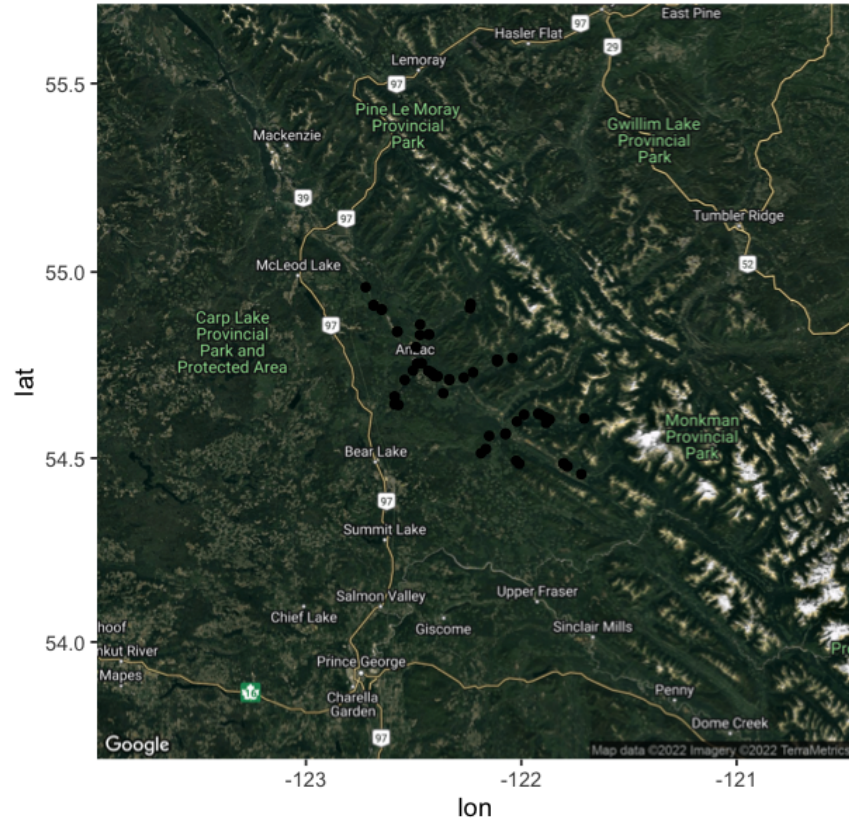 East Pine
97
Hasler Flat
29
Lemoray
97
55.5
Pine Le Moray
Provincial
Park
Gwillim Lake
Provincial
Park
Mackenzie
39
97
Tumbler Ridge
McLeod Lake
52
55.0
Carp Lake
Provincial
Park and
Protected Area
97
lat
Monkman
Provincial
Park
Bear Lake
54.5
97
Summit Lake
Salmon Valley
Upper Fraser
Chief Lake
Giscome
Sinclair Mills
hoof
54.0
nkut River
Prince George
Mapes
16
Charella
Garden
Penny
Dome Creek
97
Google
Map data ©2022 Imagery ©2022 TerraMetrics
-123
-122
-121
lon